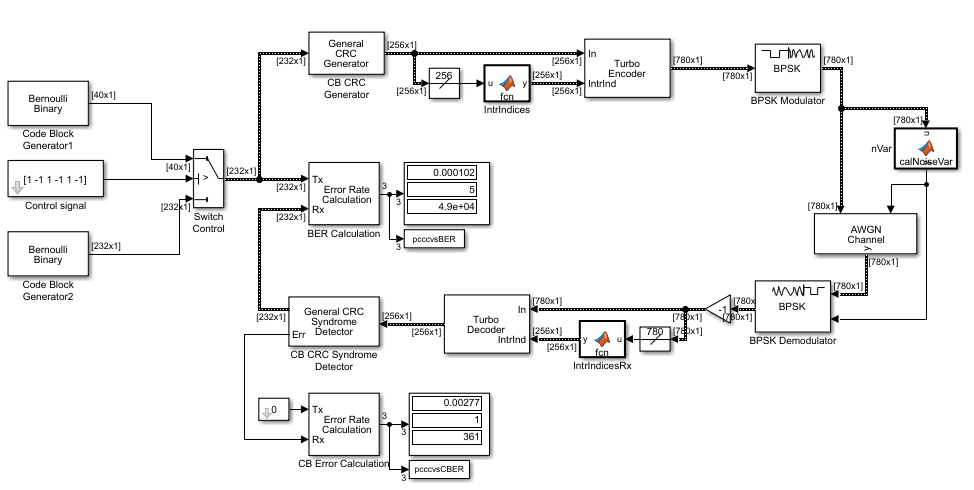 General
CRC
Generator
CB CRC
Generator
[232x1]
[256x1]
[256x1]
256
u
fcn
y
IntrIndices
[256x1]
[256x1]
[256x1]
In
IntrInd
Turbo
Encoder
[780x1]
[780x1]
BPSK
BPSK Modulator
[780x1]
[780x1]
u
calNoiseVar
nVar
[780x1]
AWGN
Channel
y
[780x1]
[780x1]
BPSK
BPSK Demodulator
Bernoulli
Binary
Code Block
Generator1
[40x1]
[40x1]
[1 -1 1 -1 1 -1]
Control signal
>
Switch
Control
[232x1]
[232x1]
Bernoulli
Binary
Code Block
Generator2
[232x1]
[232x1]
Tx
Rx
Error Rate
Calculation
BER Calculation
[232x1]
3
3
0.000102
5
4.9e+04
3
pcccvsBER
-1
[780x
[780x1]
[780x1]
[780x1]
[780x1]
780
u
fcn
y
IntrIndicesRx
[256x1]
[256x1]
In
IntrInd
Turbo
Decoder
[256x1]
[256x1]
General CRC
Syndrome
Detector
Err
CB CRC Syndrome
Detector
[232x1]
0
Tx
Rx
Error Rate
Calculation
CB Error Calculation
3
3
0.00277
1
361
3
pcccvsCBER